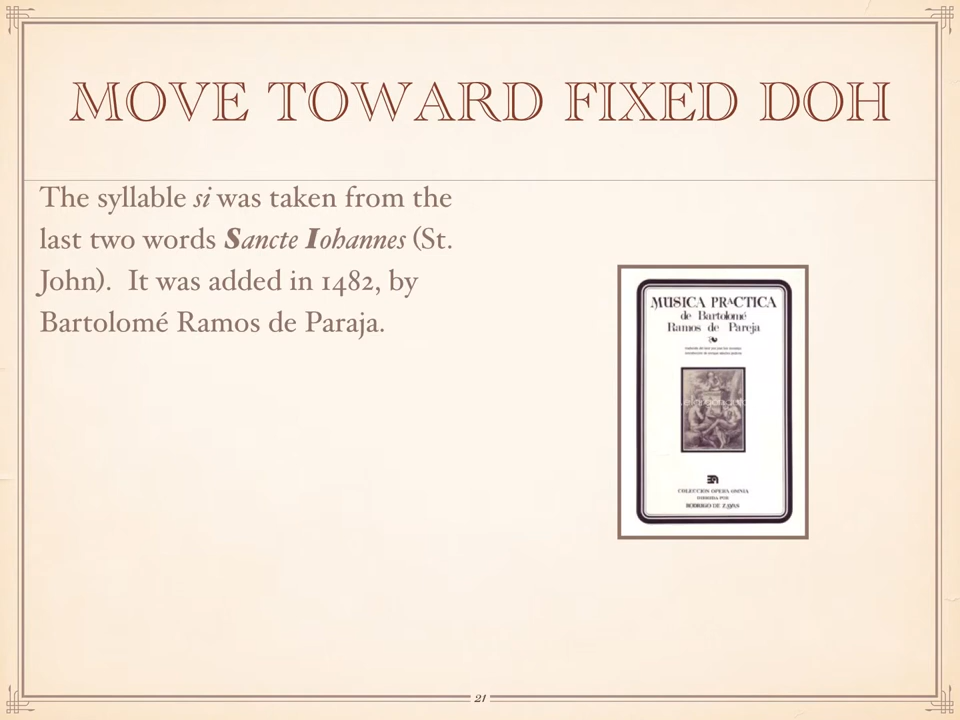 MOVE TOWARD FIXED DOH
The syllable si was taken from the
last two words Sancte Iohannes (St.
John). It was added in 1482, by
Bartolomé Ramos de Paraja.
MUSICA PRACTICA
de Bartolomé
Ramos de Pareja
COLECCION OPERA OMNIA
DIRIGIDA POR
RODRIGO DE ZAYAS
21